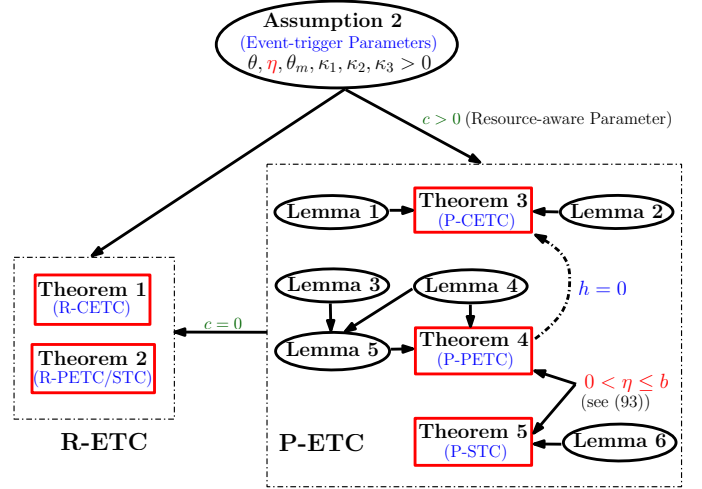 Assumption 2
(Event-trigger Parameters)
θ, η, θ_m, κ_1, κ_2, κ_3 > 0
c > 0 (Resource-aware Parameter)
Lemma 1
Theorem 3
(P-CETC)
Lemma 2
Theorem 1
(R-CETC)
Lemma 3
Lemma 4
h = 0
c = 0
Theorem 2
(R-PETC/STC)
Lemma 5
Theorem 4
(P-PETC)
0 < η ≤ b
(see (93))
R-ETC
P-ETC
Theorem 5
(P-STC)
Lemma 6